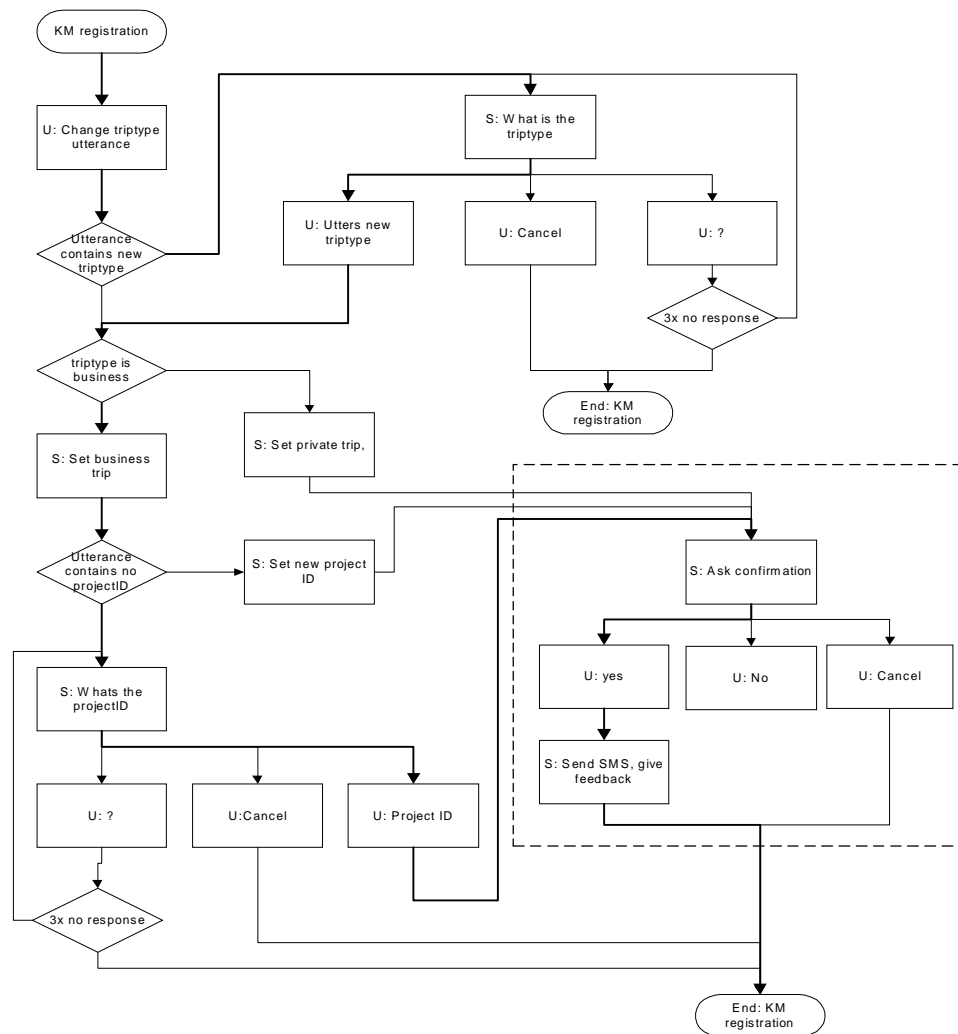 KM registration
U: Change triptype
utterance
S: What is the
triptype
Utterance
contains new
triptype
U: Utters new
triptype
U: Cancel
U: ?
3x no response
triptype is
business
End: KM
registration
S: Set business
trip
S: Set private trip,
Utterance
contains no
projectID
S: Set new project
ID
S: Ask confirmation
S: Whats the
projectID
U: yes
U: No
U: Cancel
S: Send SMS, give
feedback
U: ?
U:Cancel
U: Project ID
3x no response
End: KM
registration